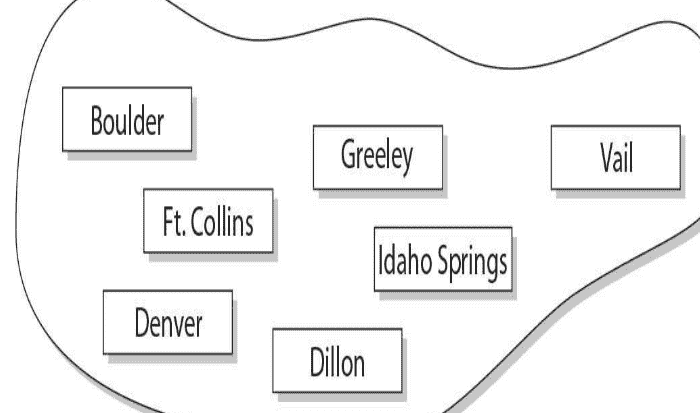 Boulder
Greeley
Vail
Ft. Collins
Idaho Springs
Denver
Dillon